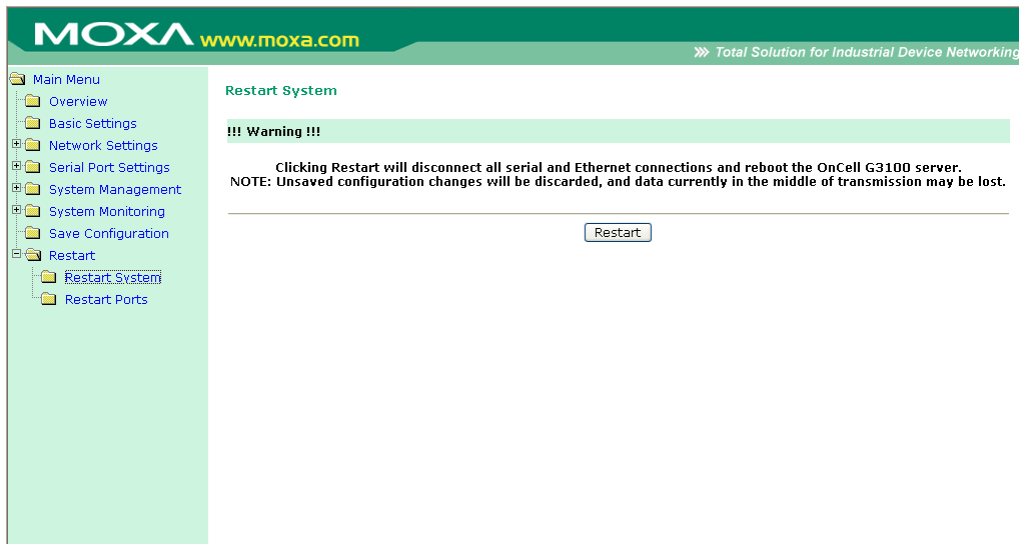 MOXA www.moxa.com
Total Solution for Industrial Device Networking
Main Menu
Overview
Basic Settings
Network Settings
Serial Port Settings
System Management
System Monitoring
Save Configuration
Restart
Restart System
Restart Ports
Restart System
!!! Warning !!!
Clicking Restart will disconnect all serial and Ethernet connections and reboot the OnCell G3100 server.
NOTE: Unsaved configuration changes will be discarded, and data currently in the middle of transmission may be lost.
Restart